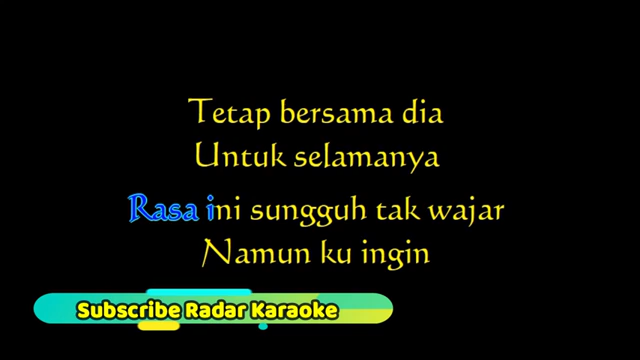 Tetap bersama dia
Untuk selamanya
Rasa ini sungguh tak wajar
Namun ku ingin
Subscribe Radar Karaoke